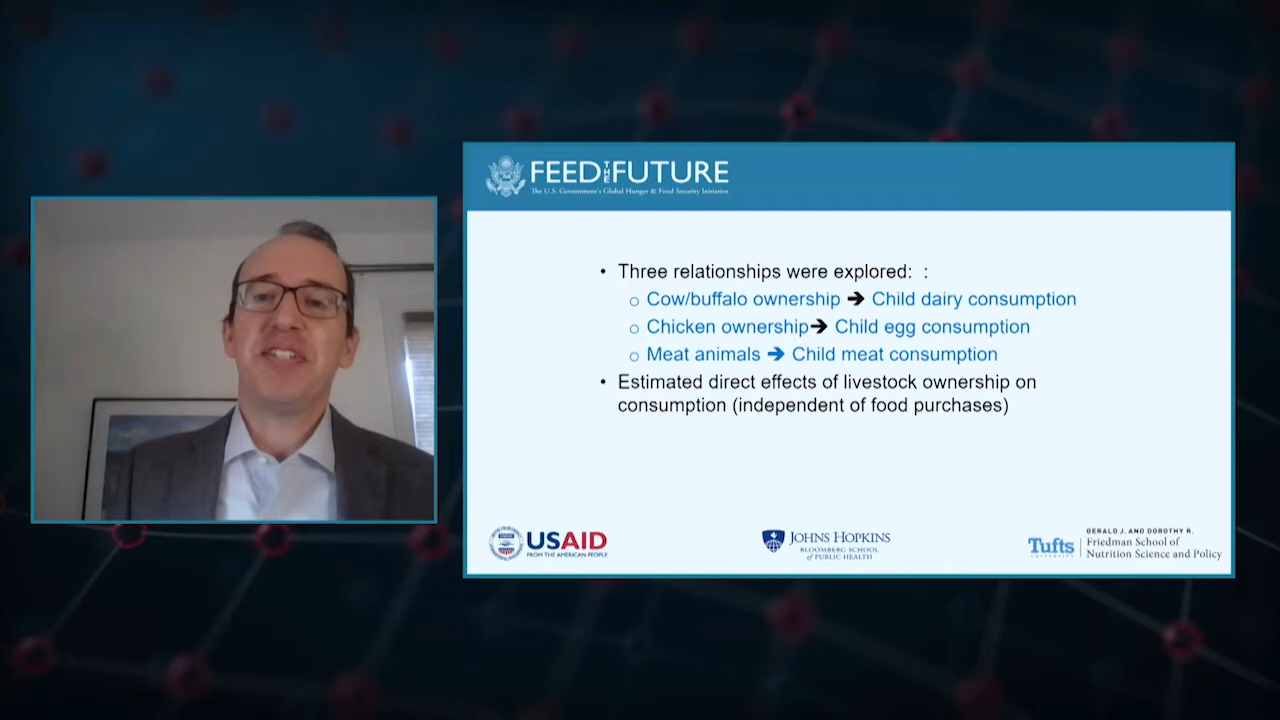 FEED THE FUTURE
The U.S. Government's Global Hunger & Food Security Initiative
• Three relationships were explored:  :
o Cow/buffalo ownership ➔ Child dairy consumption
o Chicken ownership➔ Child egg consumption
o Meat animals ➔ Child meat consumption
• Estimated direct effects of livestock ownership on
consumption (independent of food purchases)
USAID
FROM THE AMERICAN PEOPLE
JOHNS HOPKINS
BLOOMBERG SCHOOL
of PUBLIC HEALTH
Tufts
UNIVERSITY
GERALD J. AND DOROTHY R.
Friedman School of
Nutrition Science and Policy